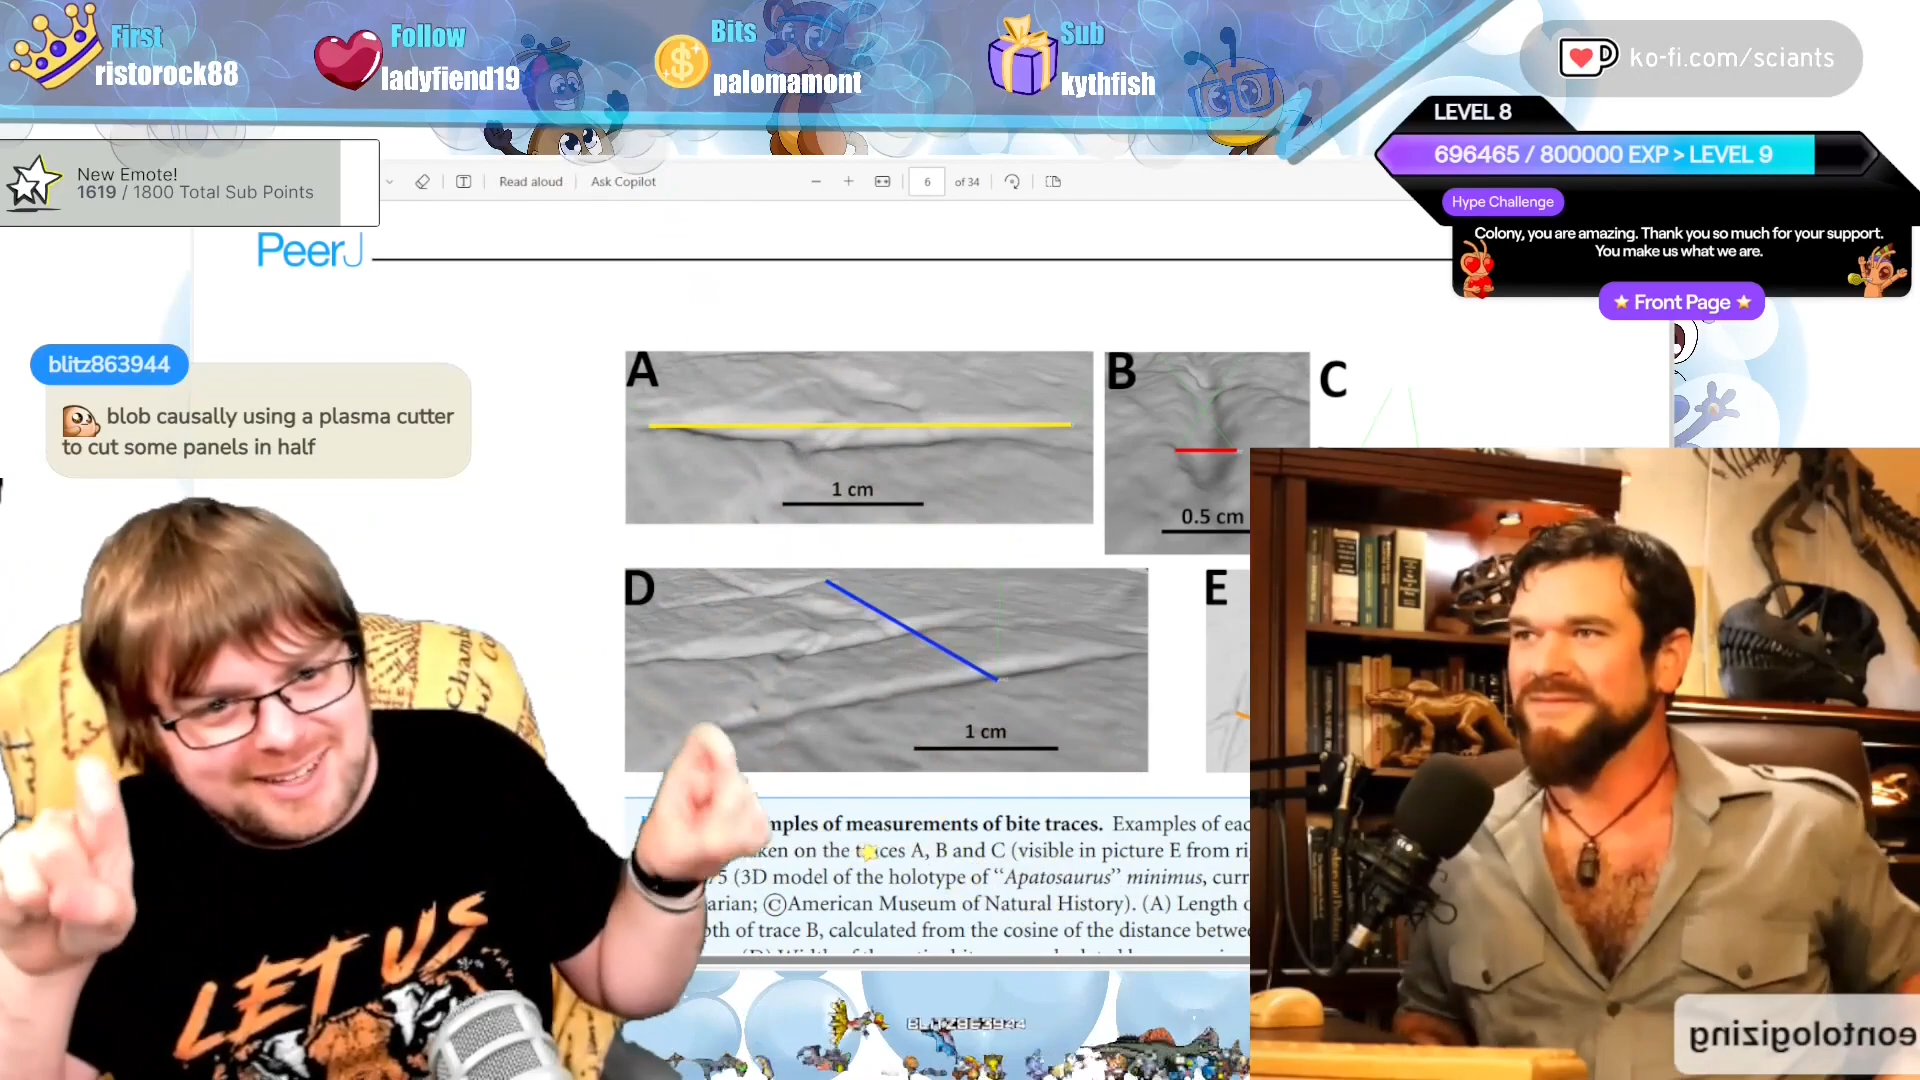 First
ristorock88
Follow
ladyfiend19
Bits
palomamont
Sub
kythfish
ko-fi.com/sciants
LEVEL 8
696465 / 800000 EXP > LEVEL 9
Hype Challenge
Colony, you are amazing. Thank you so much for your support.
You make us what we are.
Front Page
New Emote!
1619 / 1800 Total Sub Points
Read aloud
Ask Copilot
6
of 34
PeerJ
blitz863944
blob causally using a plasma cutter
to cut some panels in half
A
1 cm
B
0.5 cm
C
D
1 cm
E
mples of measurements of bite traces. Examples of eac
ken on the traces A, B and C (visible in picture E from ri
75 (3D model of the holotype of “Apatosaurus” minimus, curr
arian; ©American Museum of Natural History). (A) Length o
pth of trace B, calculated from the cosine of the distance betwe
LET US
BLITZ863944
eontologizing